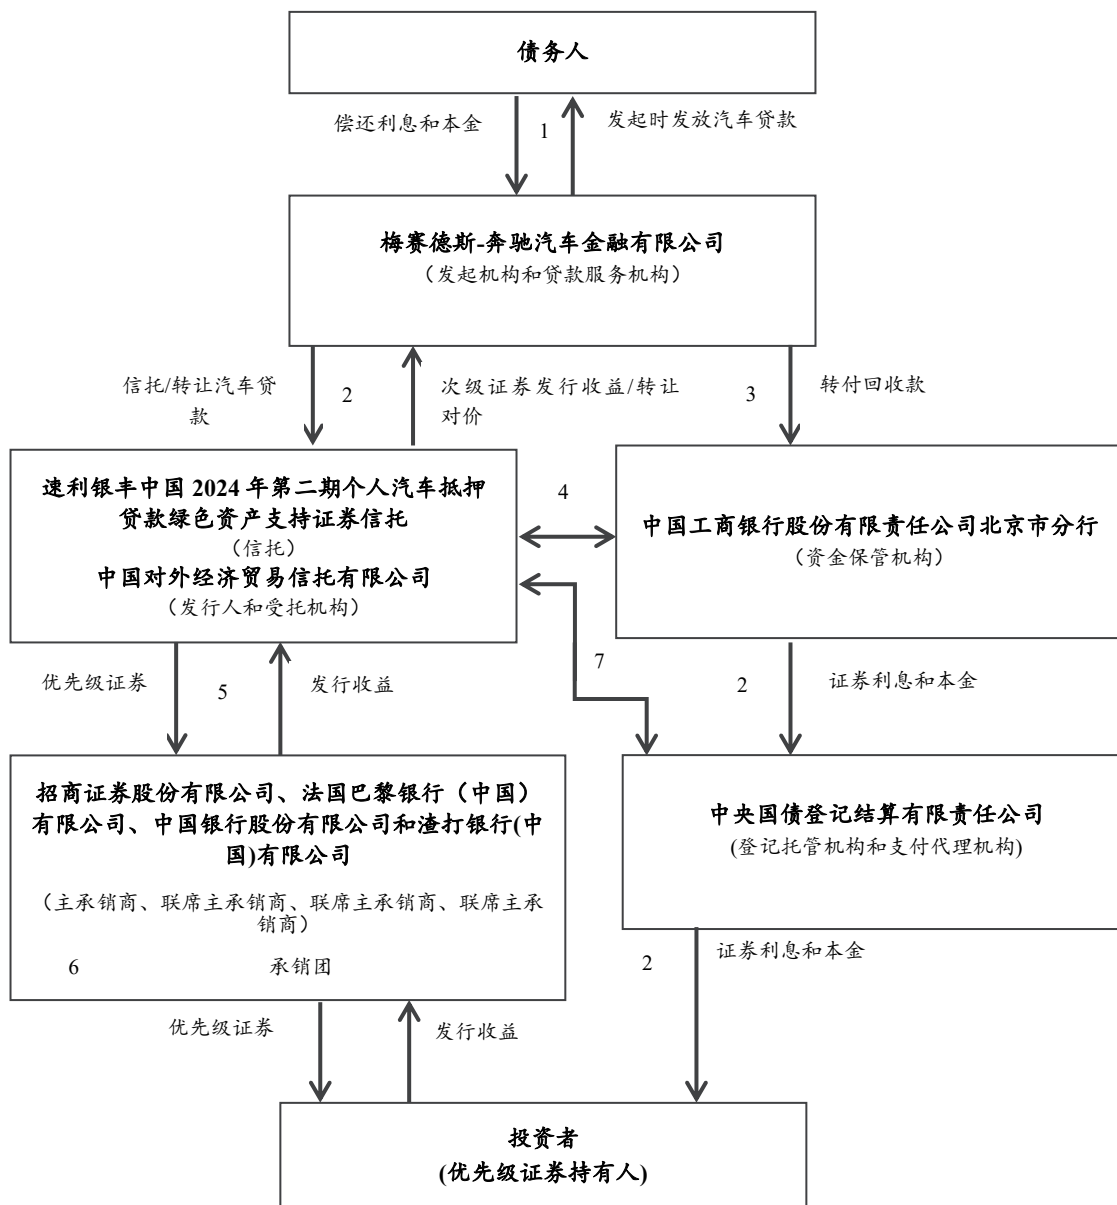 债务人
偿还利息和本金
1
发起时发放汽车贷款
梅赛德斯-奔驰汽车金融有限公司
（发起机构和贷款服务机构）
信托/转让汽车贷
款
2
次级证券发行收益/转让
对价
3
转付回收款
速利银丰中国 2024 年第二期个人汽车抵押
贷款绿色资产支持证券信托
（信托）
中国对外经济贸易信托有限公司
（发行人和受托机构）
4
中国工商银行股份有限责任公司北京市分行
（资金保管机构）
优先级证券
5
发行收益
7
2
证券利息和本金
招商证券股份有限公司、法国巴黎银行（中国）
有限公司、中国银行股份有限公司和渣打银行(中
国)有限公司
（主承销商、联席主承销商、联席主承销商、联席主承
销商）
6
承销团
中央国债登记结算有限责任公司
(登记托管机构和支付代理机构)
优先级证券
发行收益
2
证券利息和本金
投资者
(优先级证券持有人)